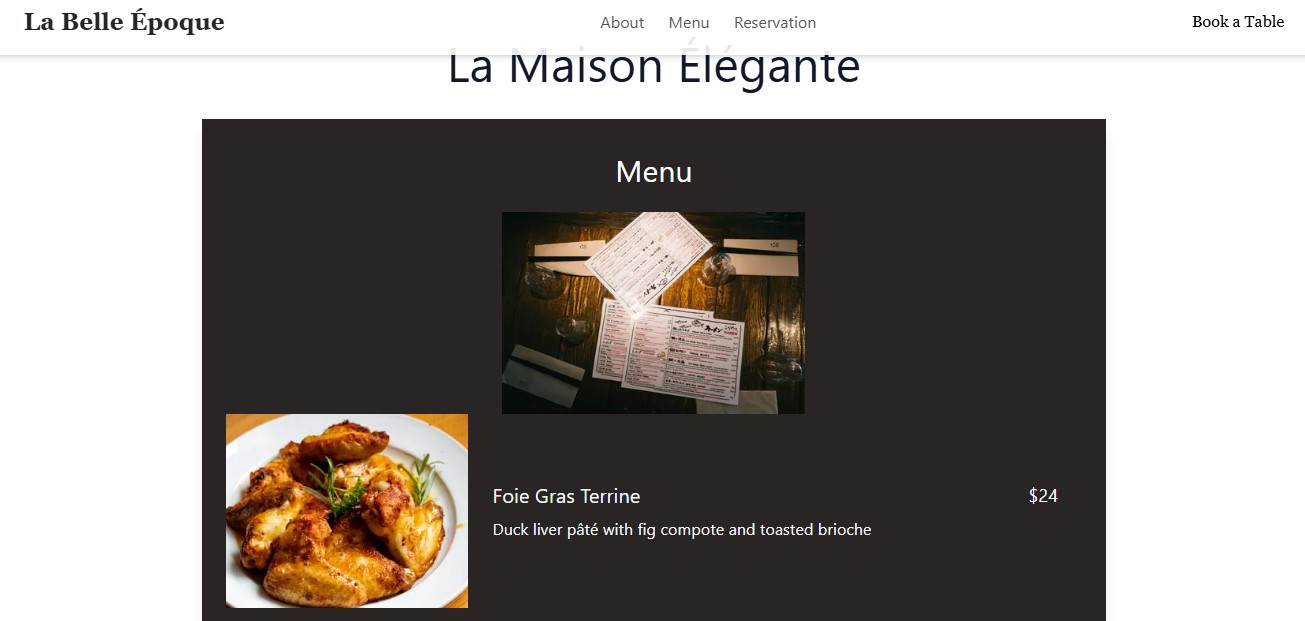 La Belle Époque
About
Menu
Reservation
Book a Table
La Maison Élégante
Menu
Foie Gras Terrine
$24
Duck liver pâté with fig compote and toasted brioche